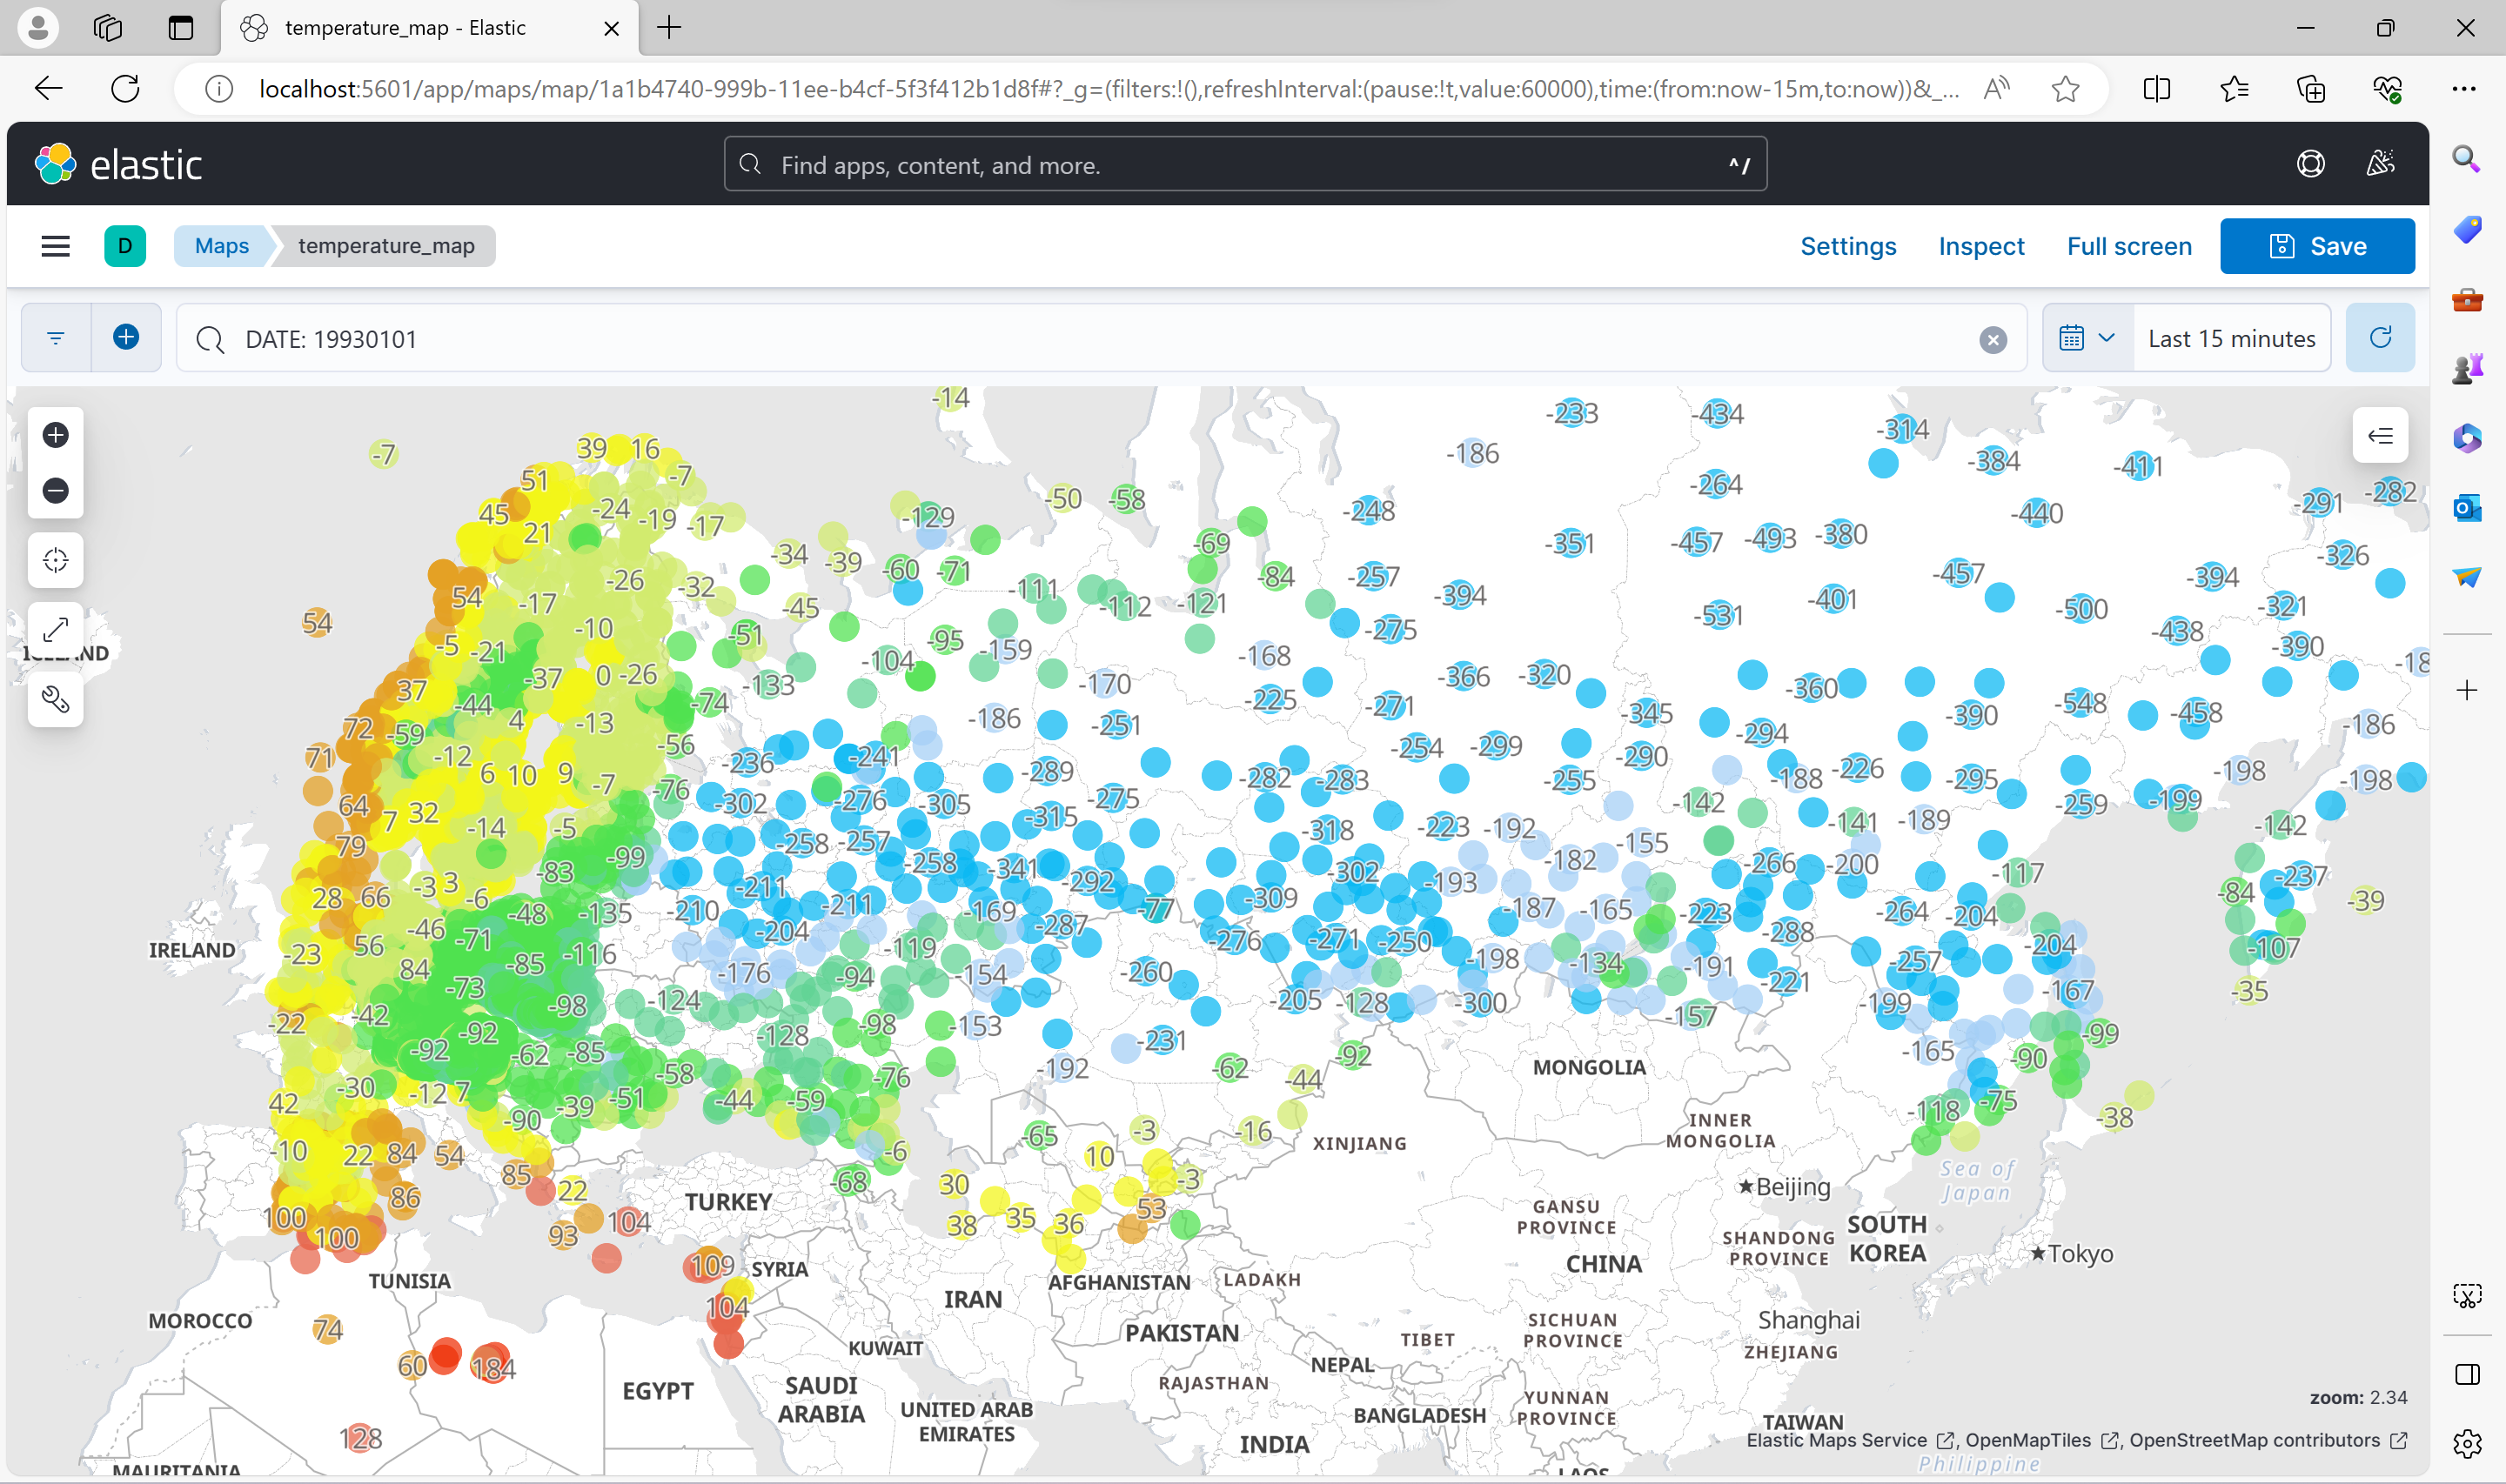 temperature_map - Elastic
localhost:5601/app/maps/map/1a1b4740-999b-11ee-b4cf-5f3f412b1d8f#?_g=(filters:!(),refreshInterval:(pause:!t,value:60000),time:(from:now-15m,to:now))&_...
elastic
Find apps, content, and more.
^ /
D
Maps
temperature_map
Settings
Inspect
Full screen
Save
DATE: 19930101
Last 15 minutes
-14
-233 -434 -314
-7 39 16 -186 -384 -411
51 -7 -264 -291 -282
45 -24 -19 -17 -129 -50 -58 -248 -440
21 -34 -39 -69 -351 -457 -493 -380 -326
-26 -32 -60 -71 -111 -84 -257 -394 -457 -394
54 -17 -45 -112 -121 -531 -401 -500 -321
54 -10 -51 -95 -275 -438
ICELAND -5 -21 -104 -159 -168 -390 -18
37 -37 0 -26 -133 -170 -366 -320 -360
-44 -74 -225 -271 -345 -548 -458
72 -59 4 -13 -186 -251 -294 -390 -186
71 -12 -56 -236 -241 -254 -299 -290
6 10 9 -7 -289 -282 -283 -255 -188 -226 -295 -198 -198
64 7 32 -76 -302 -276 -305 -275 -142 -259 -199
-14 -5 -315 -318 -223 -192 -141 -189 -142
79 -99 -258 -257 -155
-83 -258 -341 -302 -182 -266 -200 -117
28 66 -3 3 -6 -211 -292 -193 -84 -237
-48 -135 -210 -211 -169 -77 -309 -187 -165 -223 -264 -204 -39
-46 -71 -204 -287 -276 -271 -250 -288
IRELAND -23 56 -116 -119 -204 -107
84 -85 -176 -94 -154 -260 -198 -134 -191 -257
-73 -221 -167 -35
-22 -42 -98 -124 -205 -128 -300 -199
-92 -128 -98 -153 -157
-92 -62 -85 -231 -92 -165 -90 -99
-58 -76 -192 -62 MONGOLIA
42 -30 -12 7 -39 -51 -44 -59 -44
-90 -118 -75 -38
-65 -3 -16 XINJIANG INNER
MONGOLIA
-10 22 84 54 -6 10
85 -68 30 -3 Sea of
Japan
86 22 TURKEY 53 Beijing
100 104 38 35 36 GANSU
PROVINCE
100 93 SHANDONG
PROVINCE
SOUTH
KOREA
Tokyo
109 SYRIA CHINA
TUNISIA AFGHANISTAN LADAKH
104 IRAN
MOROCCO 74 KUWAIT PAKISTAN TIBET SICHUAN
PROVINCE
Shanghai
ZHEJIANG
60 184 NEPAL
EGYPT SAUDI
ARABIA
RAJASTHAN
UNITED ARAB
EMIRATES
BANGLADESH
YUNNAN
PROVINCE
TAIWAN
zoom: 2.34
128 INDIA
Elastic Maps Service , OpenMapTiles , OpenStreetMap contributors
MAURITANIA LAOS Philippine